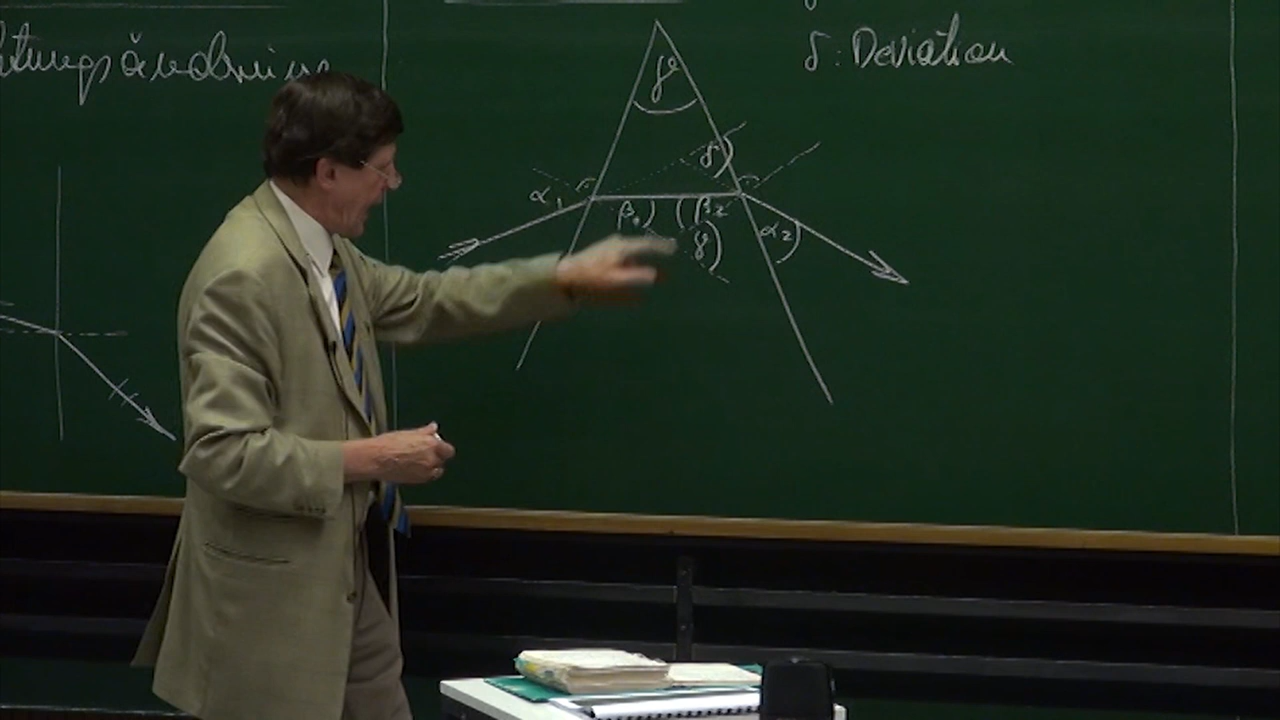 δ : Deviation
γ
δ
α₁
β₁
β₂
α₂
γ